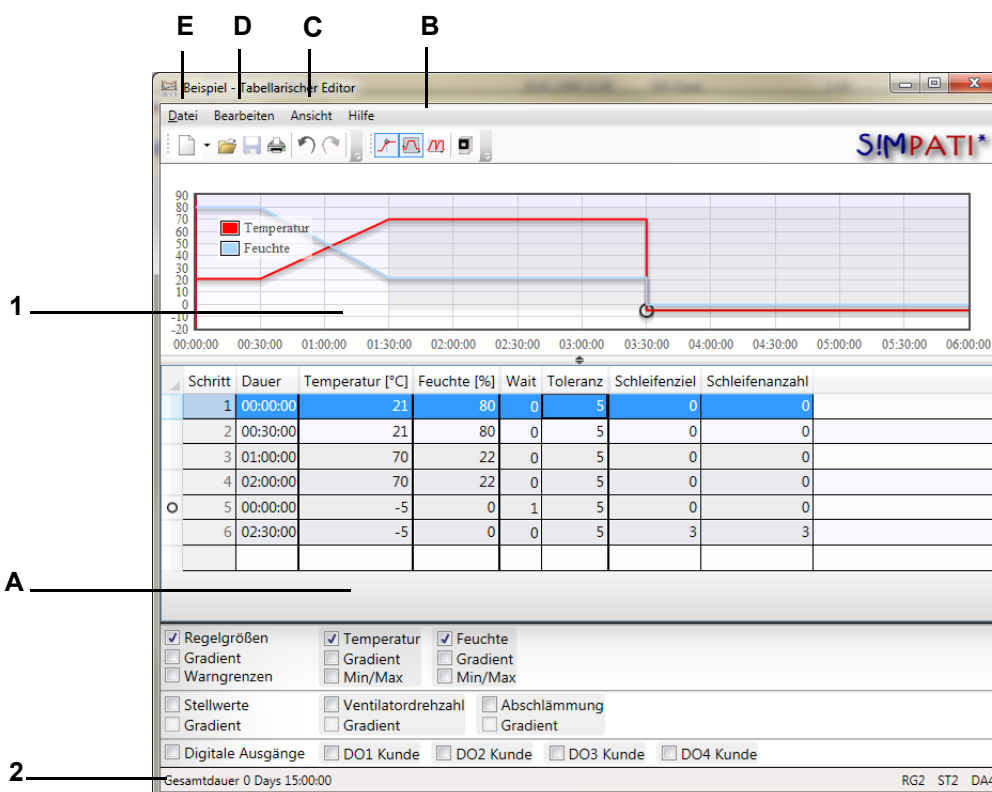 E D C B
Beispiel - Tabellarischer Editor
Datei Bearbeiten Ansicht Hilfe
S!MPATI*
90
80
70
60
50
40
30
20
10
0
-10
-20
Temperatur
Feuchte
1
00:00:00 00:30:00 01:00:00 01:30:00 02:00:00 02:30:00 03:00:00 03:30:00 04:00:00 04:30:00 05:00:00 05:30:00 06:00:00
Schritt Dauer Temperatur [°C] Feuchte [%] Wait Toleranz Schleifenziel Schleifenanzahl
1 00:00:00 21 80 0 5 0 0
2 00:30:00 21 80 0 5 0 0
3 01:00:00 70 22 0 5 0 0
4 02:00:00 70 22 0 5 0 0
5 00:00:00 -5 0 1 5 0 0
6 02:30:00 -5 0 0 5 3 3
A
Regelgrößen Temperatur Feuchte
Gradient Gradient Gradient
Warngrenzen Min/Max Min/Max
Stellwerte Ventilatordrehzahl Abschlämmung
Gradient Gradient Gradient
Digitale Ausgänge DO1 Kunde DO2 Kunde DO3 Kunde DO4 Kunde
2
Gesamtdauer 0 Days 15:00:00 RG2 ST2 DA4